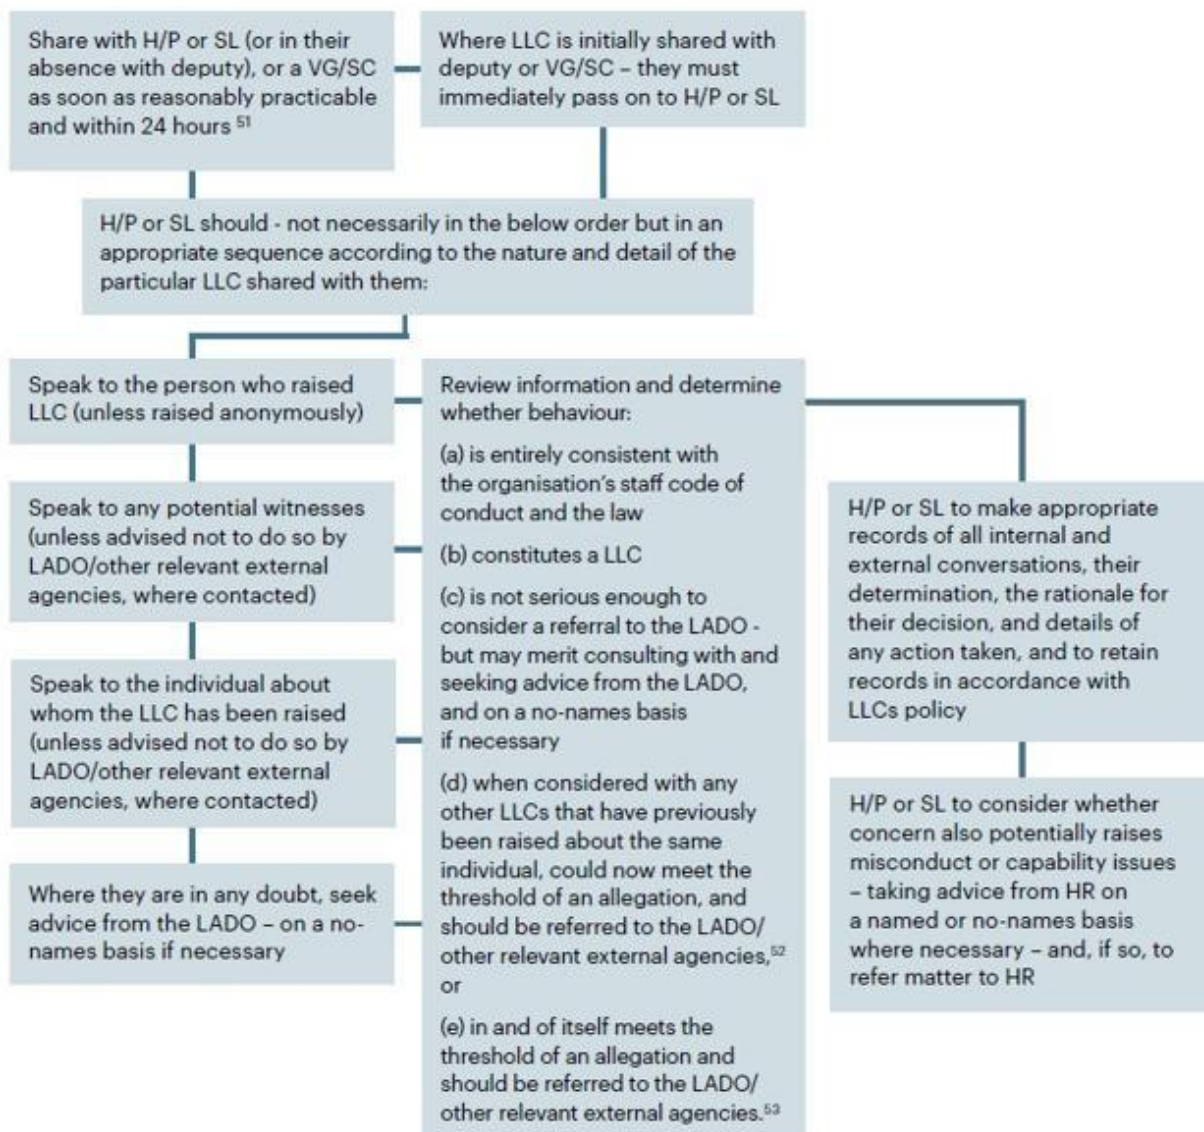 Share with H/P or SL (or in their
absence with deputy), or a VG/SC
as soon as reasonably practicable
and within 24 hours 51
Where LLC is initially shared with
deputy or VG/SC – they must
immediately pass on to H/P or SL
H/P or SL should - not necessarily in the below order but in an
appropriate sequence according to the nature and detail of the
particular LLC shared with them:
Speak to the person who raised
LLC (unless raised anonymously)
Speak to any potential witnesses
(unless advised not to do so by
LADO/other relevant external
agencies, where contacted)
Speak to the individual about
whom the LLC has been raised
(unless advised not to do so by
LADO/other relevant external
agencies, where contacted)
Where they are in any doubt, seek
advice from the LADO – on a no-
names basis if necessary
Review information and determine
whether behaviour:
(a) is entirely consistent with
the organisation's staff code of
conduct and the law
(b) constitutes a LLC
(c) is not serious enough to
consider a referral to the LADO -
but may merit consulting with and
seeking advice from the LADO,
and on a no-names basis
if necessary
(d) when considered with any
other LLCs that have previously
been raised about the same
individual, could now meet the
threshold of an allegation, and
should be referred to the LADO/
other relevant external agencies,52
or
(e) in and of itself meets the
threshold of an allegation and
should be referred to the LADO/
other relevant external agencies.53
H/P or SL to make appropriate
records of all internal and
external conversations, their
determination, the rationale for
their decision, and details of
any action taken, and to retain
records in accordance with
LLCs policy
H/P or SL to consider whether
concern also potentially raises
misconduct or capability issues
– taking advice from HR on
a named or no-names basis
where necessary – and, if so, to
refer matter to HR